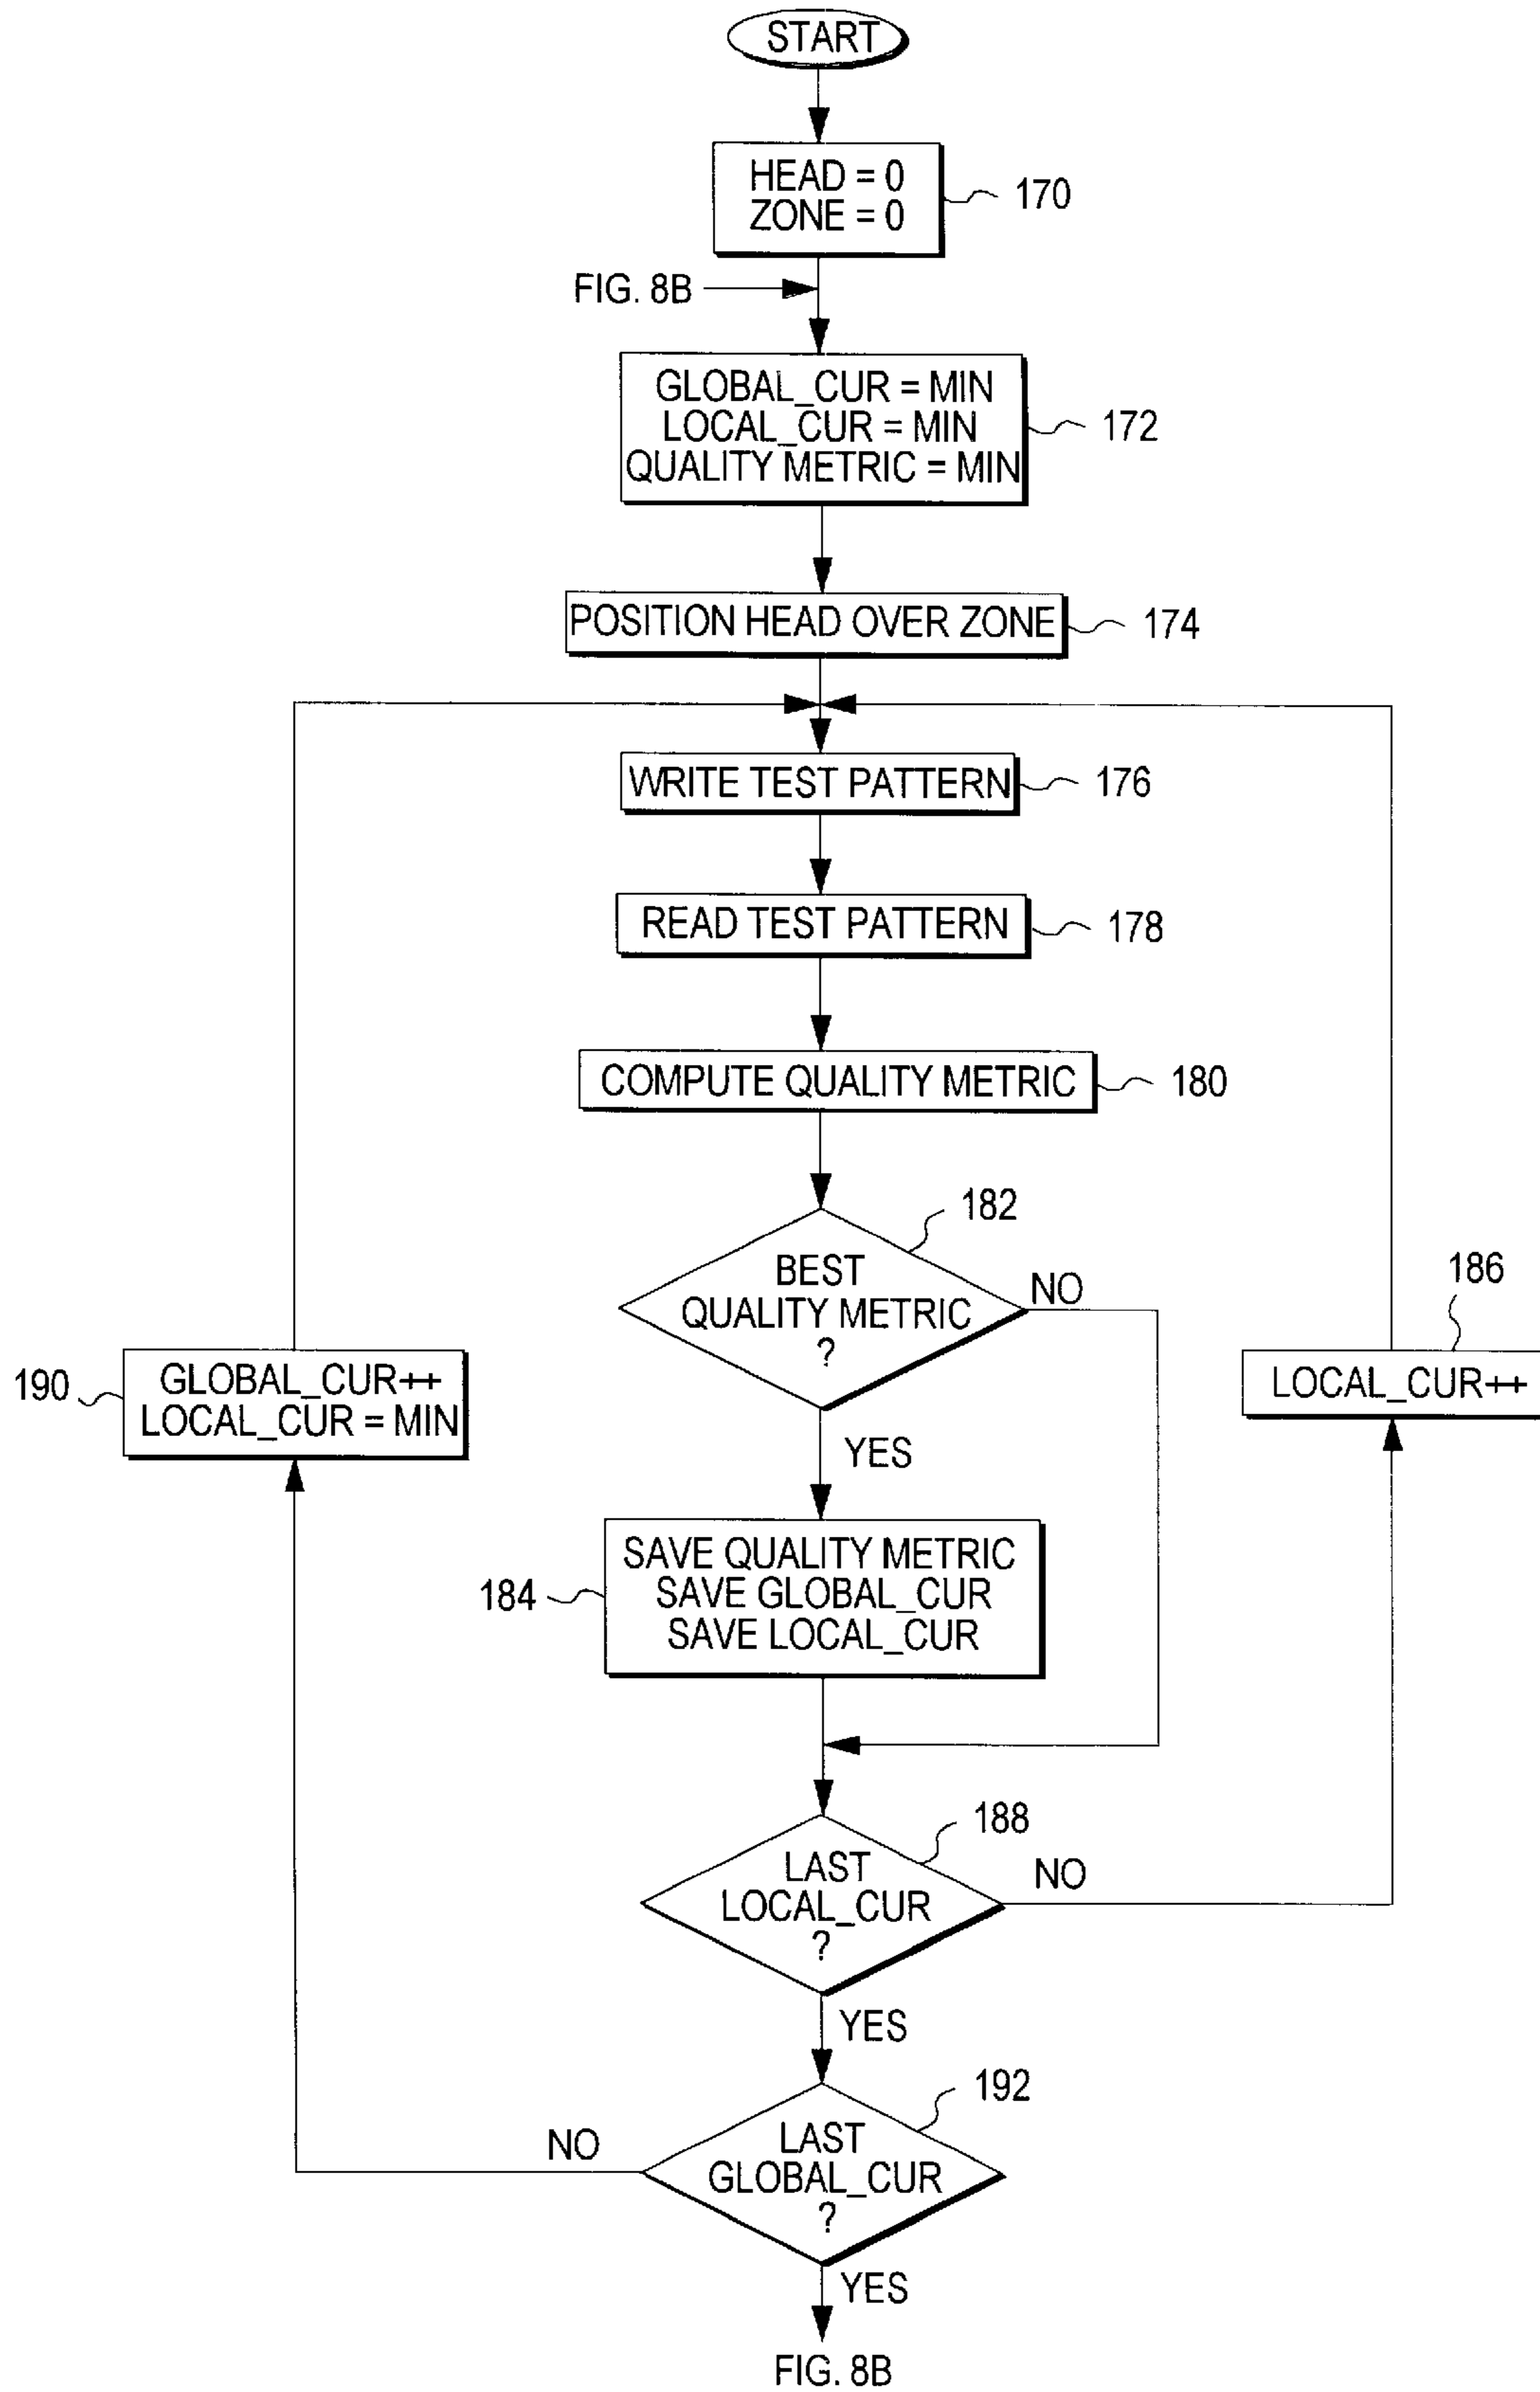 START
HEAD = 0
ZONE = 0
170
FIG. 8B
GLOBAL_CUR = MIN
LOCAL_CUR = MIN
QUALITY METRIC = MIN
172
POSITION HEAD OVER ZONE
174
WRITE TEST PATTERN
176
READ TEST PATTERN
178
COMPUTE QUALITY METRIC
180
182
BEST
QUALITY METRIC
?
NO
186
LOCAL_CUR++
190
GLOBAL_CUR++
LOCAL_CUR = MIN
YES
184
SAVE QUALITY METRIC
SAVE GLOBAL_CUR
SAVE LOCAL_CUR
188
LAST
LOCAL_CUR
?
NO
YES
192
LAST
GLOBAL_CUR
?
NO
YES
FIG. 8B